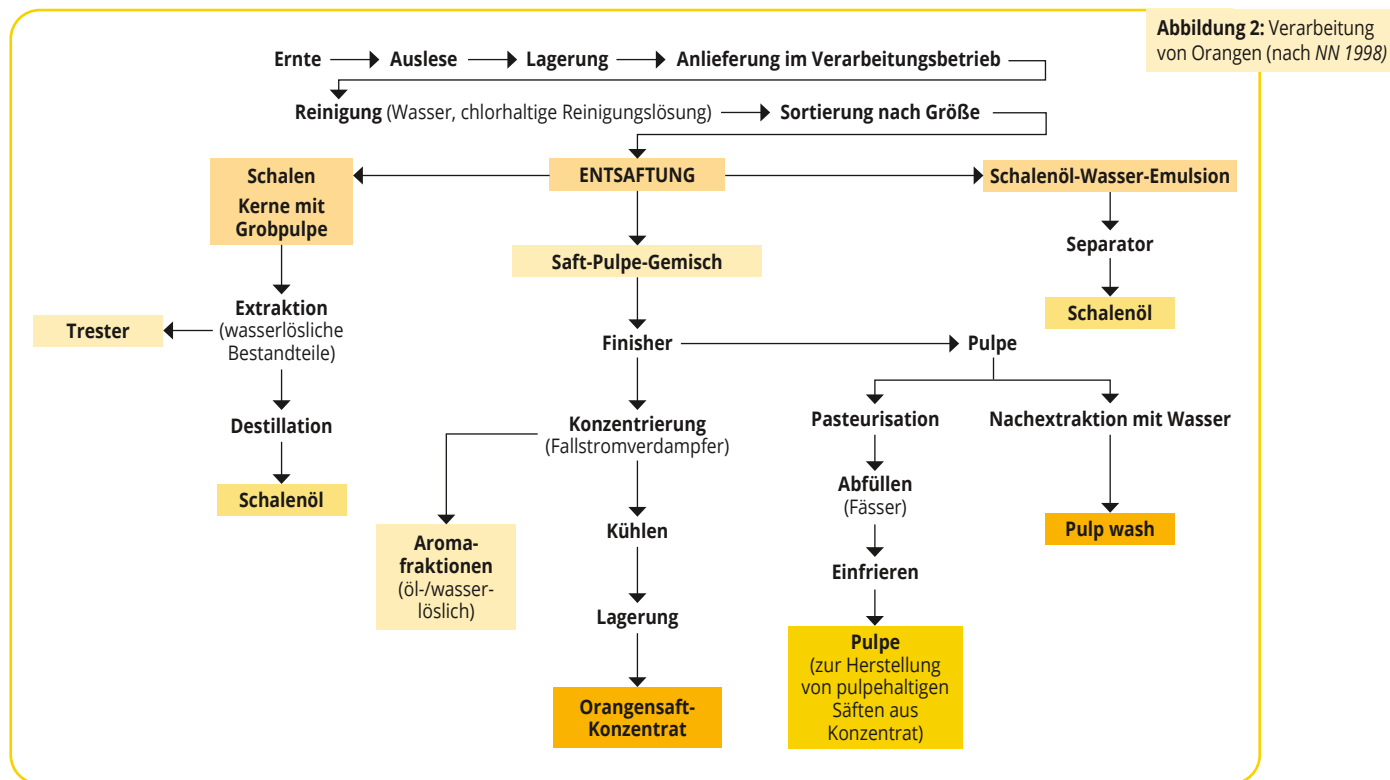 Abbildung 2: Verarbeitung
von Orangen (nach NN 1998)
Ernte Auslese Lagerung Anlieferung im Verarbeitungsbetrieb
Reinigung (Wasser, chlorhaltige Reinigungslösung) Sortierung nach Größe
Schalen
Kerne mit
Grobpulpe
ENTSAFTUNG
Schalenöl-Wasser-Emulsion
Separator
Schalenöl
Saft-Pulpe-Gemisch
Extraktion
(wasserlösliche
Bestandteile)
Trester
Destillation
Schalenöl
Finisher
Pulpe
Konzentrierung
(Fallstromverdampfer)
Aroma-
fraktionen
(öl-/wasser-
löslich)
Kühlen
Lagerung
Orangensaft-
Konzentrat
Pasteurisation
Abfüllen
(Fässer)
Einfrieren
Pulpe
(zur Herstellung
von pulpehaltigen
Säften aus
Konzentrat)
Nachextraktion mit Wasser
Pulp wash